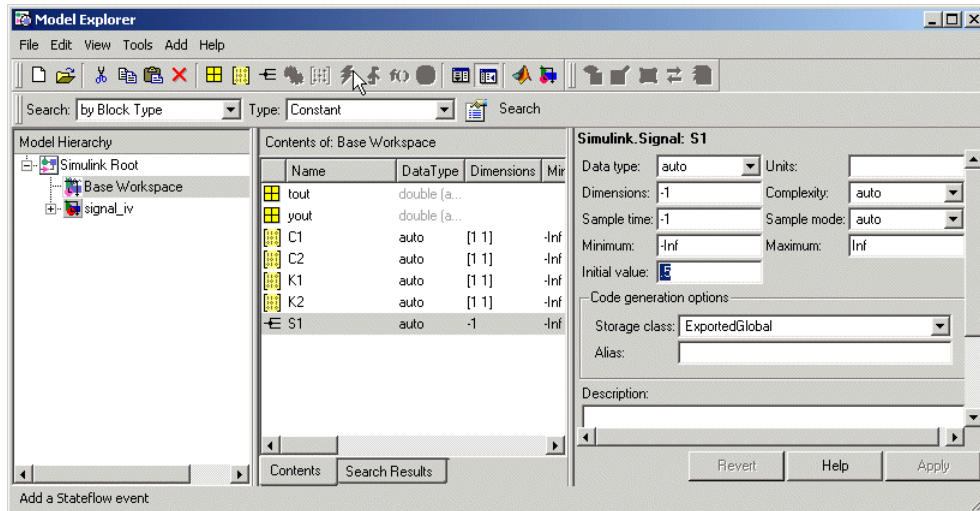 Model Explorer
File Edit View Tools Add Help
f()
Search: by Block Type Type: Constant Search
Model Hierarchy
Simulink Root
Base Workspace
signal_iv
Contents of: Base Workspace
Name DataType Dimensions Mir
tout double (a...
yout double (a...
C1 auto [1 1] -Inf
C2 auto [1 1] -Inf
K1 auto [1 1] -Inf
K2 auto [1 1] -Inf
S1 auto -1 -Inf
Contents Search Results
Simulink.Signal: S1
Data type: auto Units:
Dimensions: -1 Complexity: auto
Sample time: -1 Sample mode: auto
Minimum: -Inf Maximum: Inf
Initial value: .5
Code generation options
Storage class: ExportedGlobal
Alias:
Description:
Revert Help Apply
Add a Stateflow event